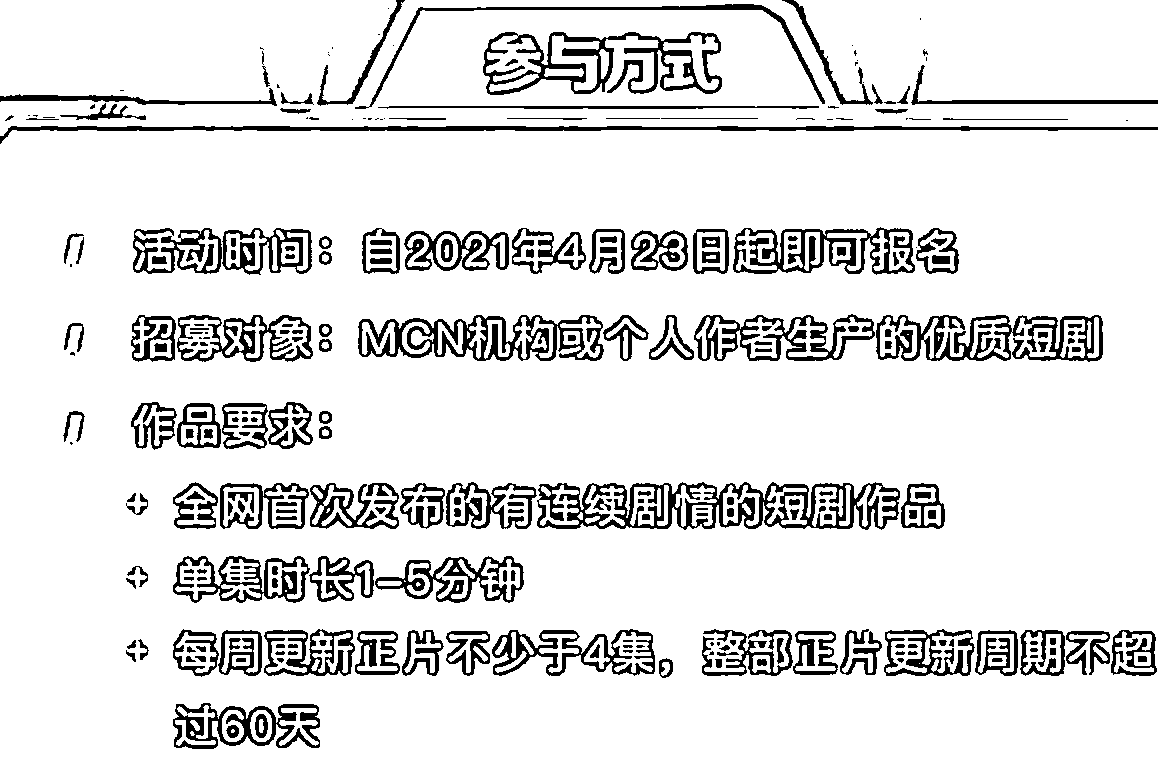 参与方式
活动时间：自2021年4月23日起即可报名
招募对象：MCN机构或个人作者生产的优质短剧
作品要求：
+ 全网首次发布的有连续剧情的短剧作品
+ 单集时长1-5分钟
+ 每周更新正片不少于4集，整部正片更新周期不超
过60天